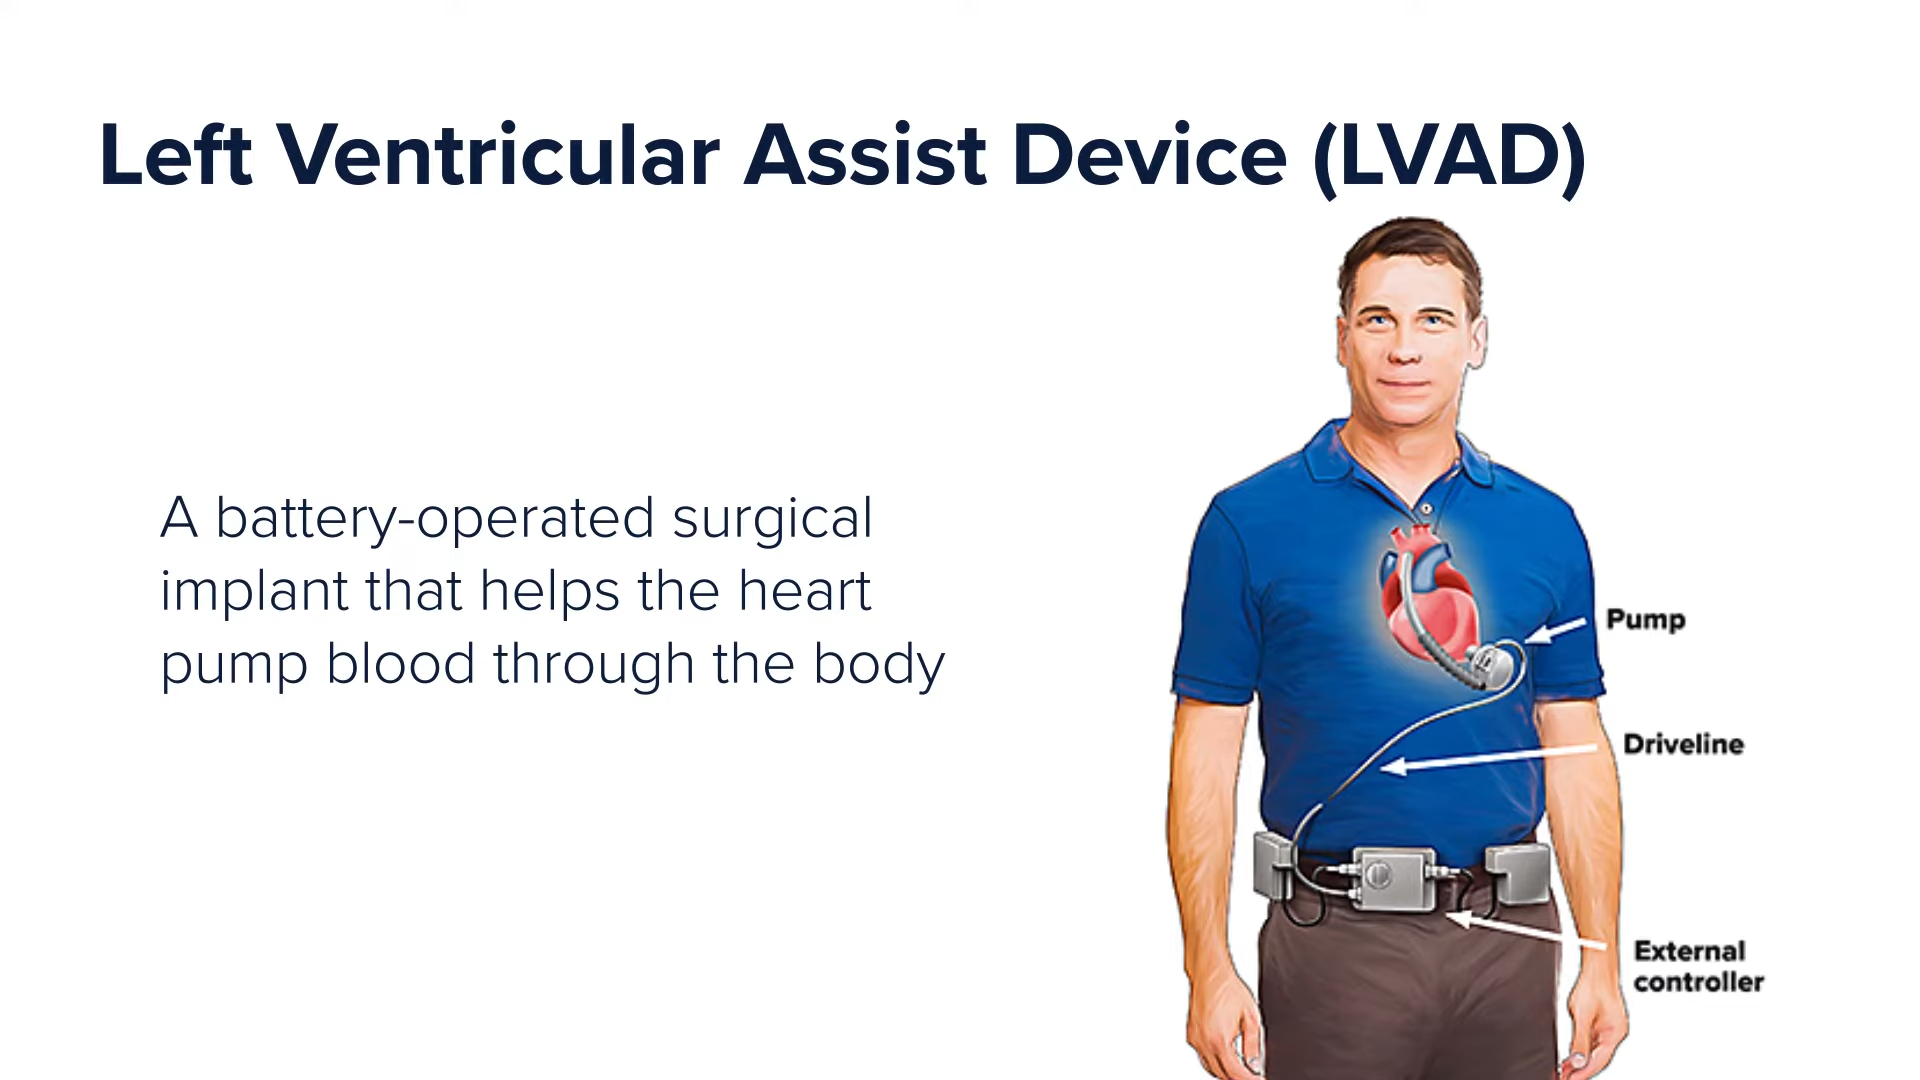 Left Ventricular Assist Device (LVAD)
A battery-operated surgical
implant that helps the heart
pump blood through the body
Pump
Driveline
External
controller